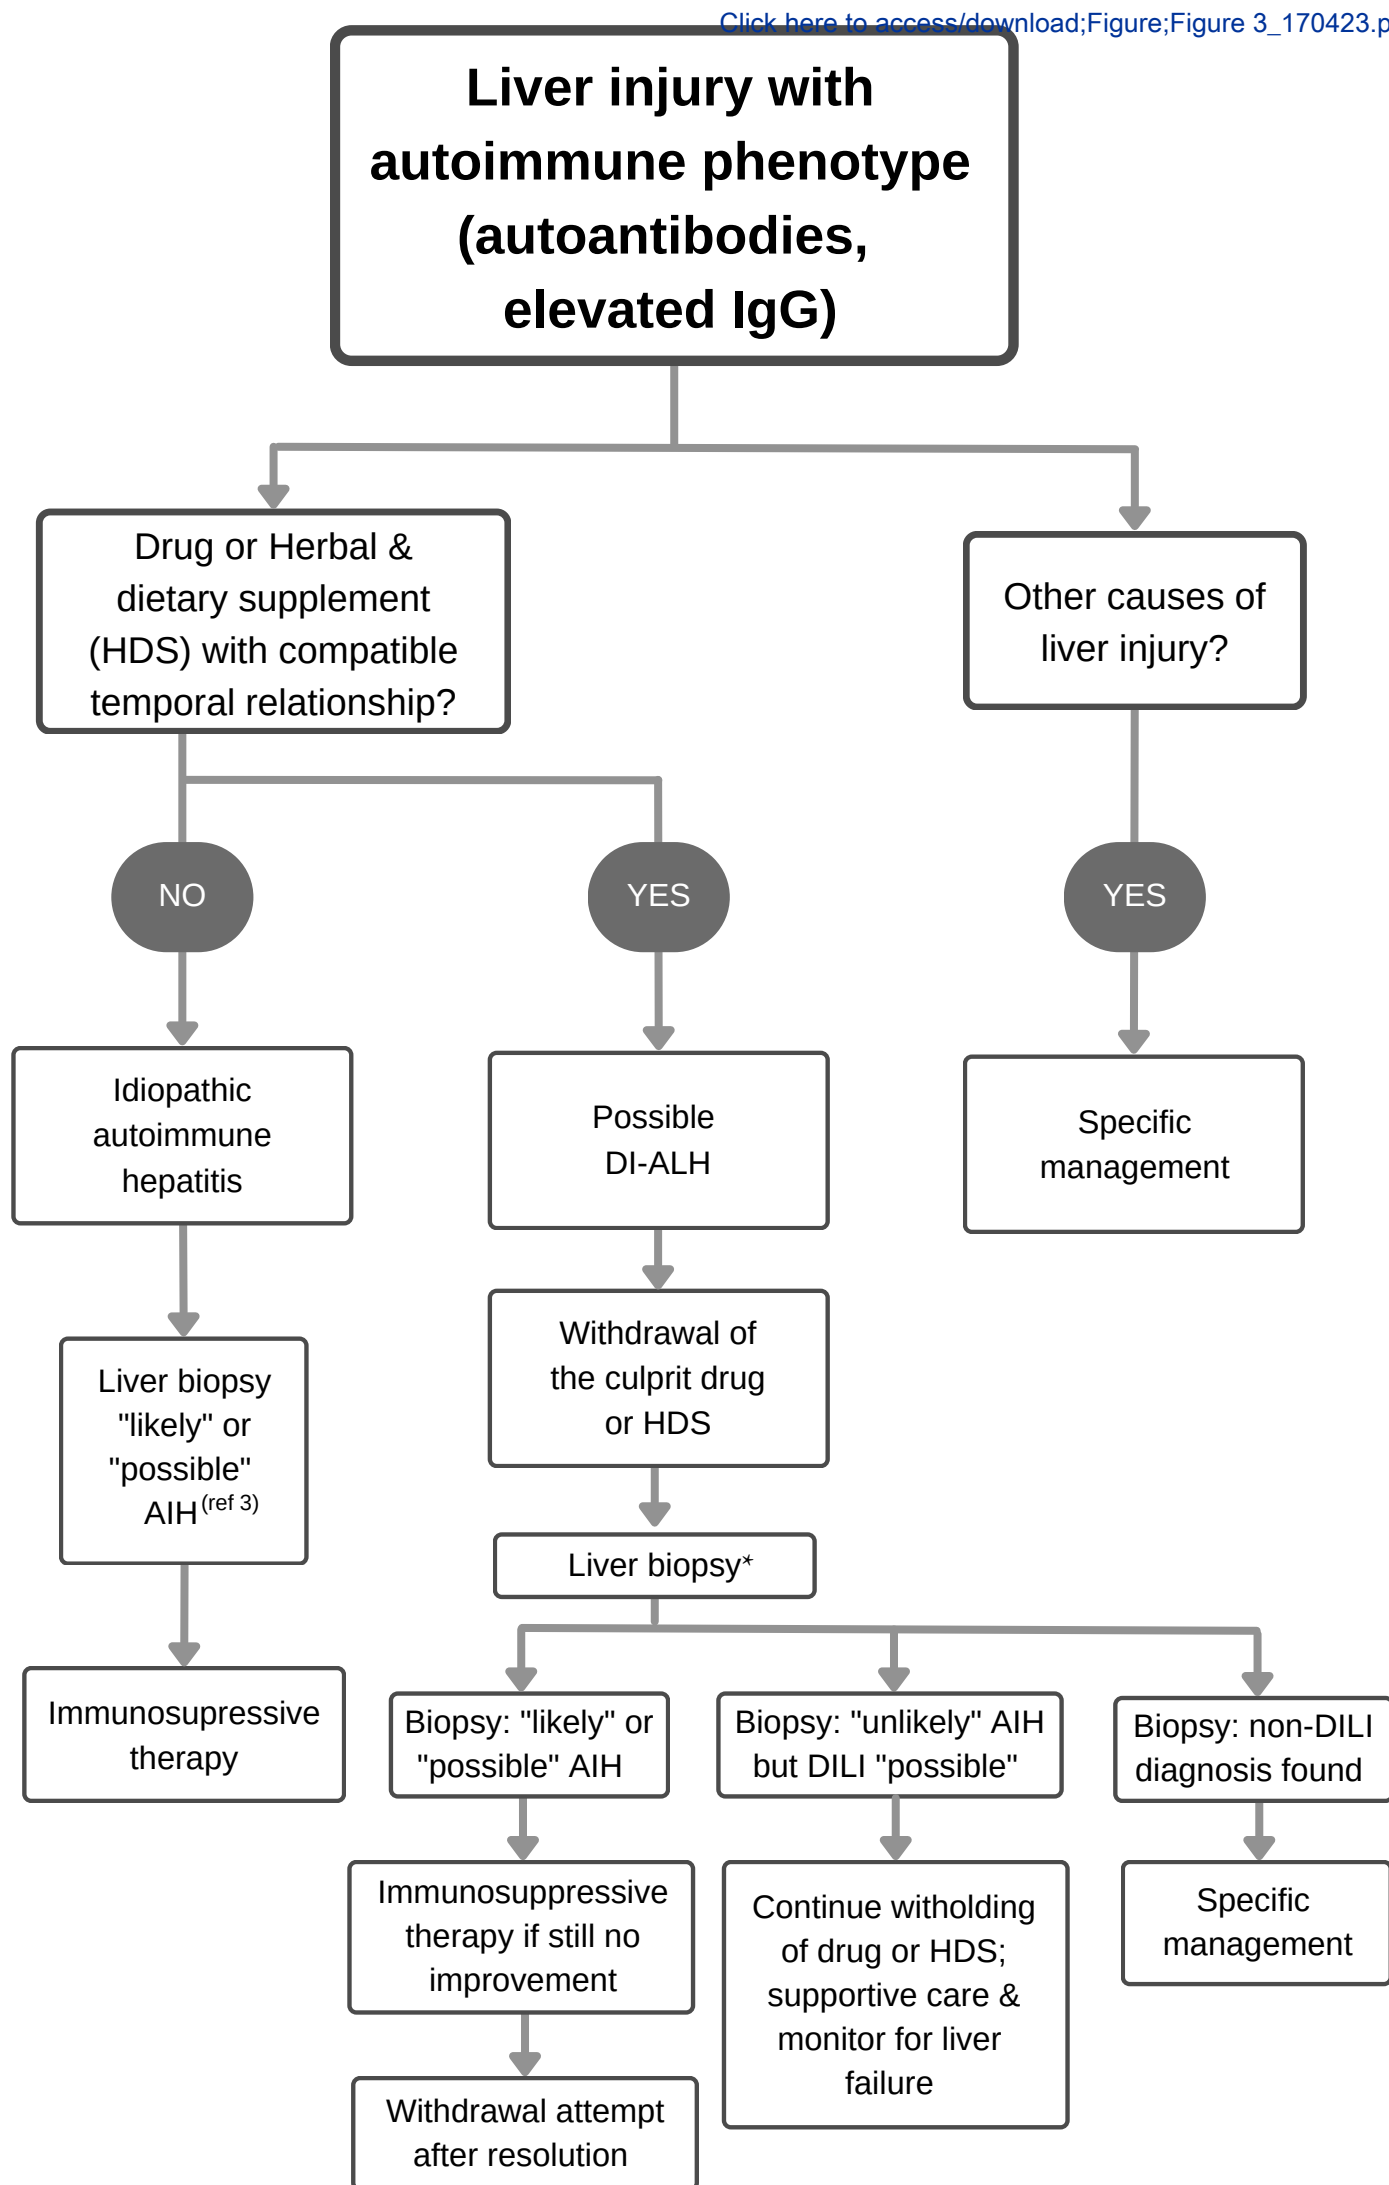 Click here to access/download;Figure;Figure 3_170423.p
Liver injury with
autoimmune phenotype
(autoantibodies,
elevated IgG)
Drug or Herbal &
dietary supplement
(HDS) with compatible
temporal relationship?
Other causes of
liver injury?
NO
YES
YES
Idiopathic
autoimmune
hepatitis
Possible
DI-ALH
Specific
management
Withdrawal of
the culprit drug
or HDS
Liver biopsy
"likely" or
"possible"
AIH (ref 3)
Liver biopsy*
Immunosupressive
therapy
Biopsy: "likely" or
"possible" AIH
Biopsy: "unlikely" AIH
but DILI "possible"
Biopsy: non-DILI
diagnosis found
Immunosuppressive
therapy if still no
improvement
Continue witholding
of drug or HDS;
supportive care &
monitor for liver
failure
Specific
management
Withdrawal attempt
after resolution